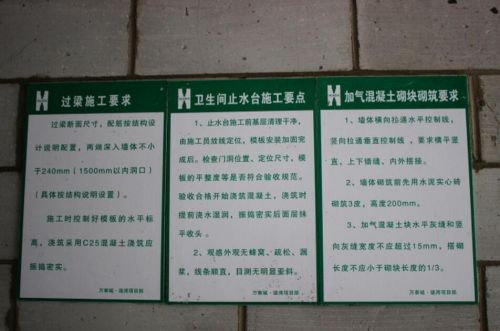 过梁施工要求
过梁断面尺寸，配筋按结构设
计说明配置，两端深入墙体不小
于240mm（1500mm以内洞口）
（具体按结构说明设置）。
施工时控制好模板的水平标
高，浇筑采用C25混凝土浇筑应
振捣密实。
万泰城·建湾项目部
卫生间止水台施工要点
1、止水台施工前基层清理干净，
由施工员放线定位，模板安装加固完
成后。检查门洞位置、定位尺寸，模
板的平整度等是否符合验收规范。
验收合格开始浇筑混凝土，浇筑时
提前浇水湿润，振捣密实后面层抹
平收头。
2、观感外观无蜂窝、疏松、漏
浆，线条顺直，目测无明显歪斜。
加气混凝土砌块砌筑要求
1、墙体横向拉通水平控制线，
竖向拉通垂直控制线，要求横平竖
直、上下错缝、内外搭接。
2、墙体砌筑前先用水泥实心砖
砌筑3皮，高度200mm。
3、加气混凝土块水平灰缝和竖
向灰缝宽度不应超过15mm，搭砌
长度不应小于砌块长度的1/3。